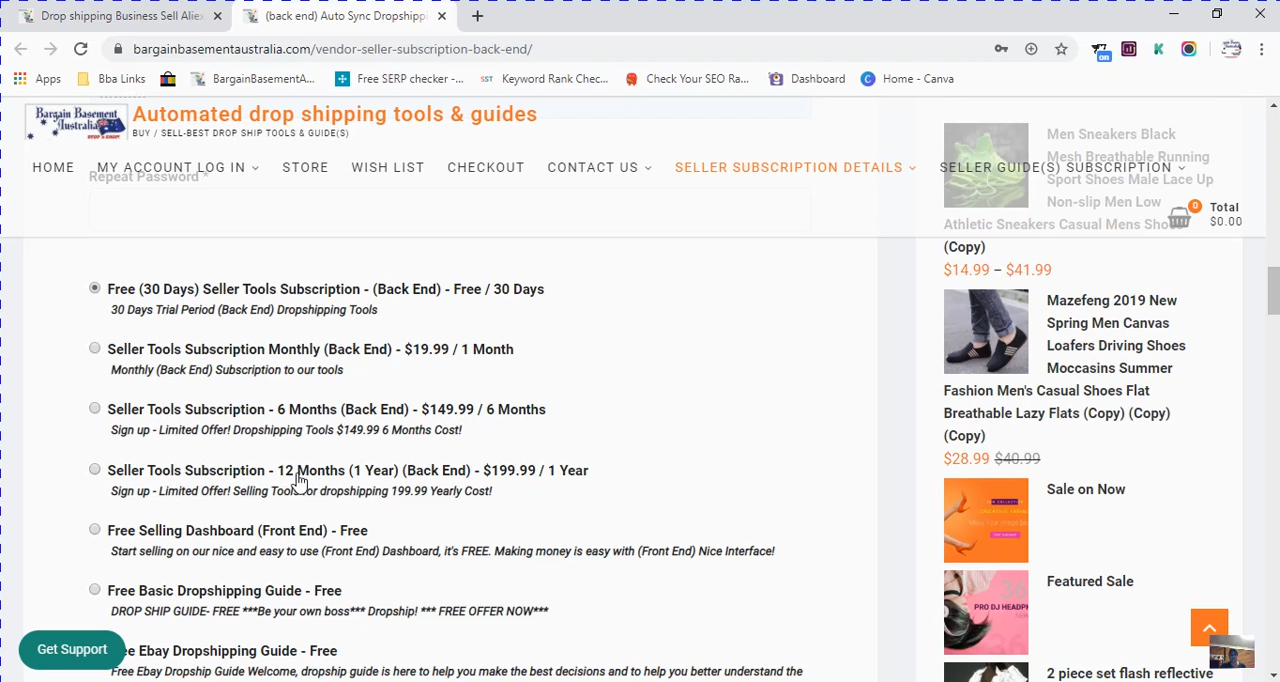 Drop shipping Business Sell Aliex
(back end) Auto Sync Dropshippi
bargainbasementaustralia.com/vendor-seller-subscription-back-end/
on
Apps
Bba Links
BargainBasementA...
Free SERP checker -...
SST
Keyword Rank Chec...
Check Your SEO Ra...
Dashboard
Home - Canva
Bargain Basement
Australia
Automated drop shipping tools & guides
BUY / SELL-BEST DROP SHIP TOOLS & GUIDE(S)
HOME
MY ACCOUNT LOG IN
STORE
WISH LIST
CHECKOUT
CONTACT US
SELLER SUBSCRIPTION DETAILS
SELLER GUIDE(S) SUBSCRIPTION
0
Total
$0.00
Repeat Password *
Free (30 Days) Seller Tools Subscription - (Back End) - Free / 30 Days
30 Days Trial Period (Back End) Dropshipping Tools
Seller Tools Subscription Monthly (Back End) - $19.99 / 1 Month
Monthly (Back End) Subscription to our tools
Seller Tools Subscription - 6 Months (Back End) - $149.99 / 6 Months
Sign up - Limited Offer! Dropshipping Tools $149.99 6 Months Cost!
Seller Tools Subscription - 12 Months (1 Year) (Back End) - $199.99 / 1 Year
Sign up - Limited Offer! Selling Tools for dropshipping 199.99 Yearly Cost!
Free Selling Dashboard (Front End) - Free
Start selling on our nice and easy to use (Front End) Dashboard, it's FREE. Making money is easy with (Front End) Nice Interface!
Free Basic Dropshipping Guide - Free
DROP SHIP GUIDE- FREE ***Be your own boss*** Dropship! *** FREE OFFER NOW***
Ebay Dropshipping Guide - Free
Free Ebay Dropship Guide Welcome, dropship guide is here to help you make the best decisions and to help you better understand the
Get Support
Men Sneakers Black
Mesh Breathable Running
Sport Shoes Male Lace Up
Non-slip Men Low
Athletic Sneakers Casual Mens
(Copy)
$14.99 – $41.99
Mazefeng 2019 New
Spring Men Canvas
Loafers Driving Shoes
Moccasins Summer
Fashion Men's Casual Shoes Flat
Breathable Lazy Flats (Copy) (Copy)
(Copy)
$28.99 $40.99
Sale on Now
Featured Sale
PRO DJ HEADPH
2 piece set flash reflective